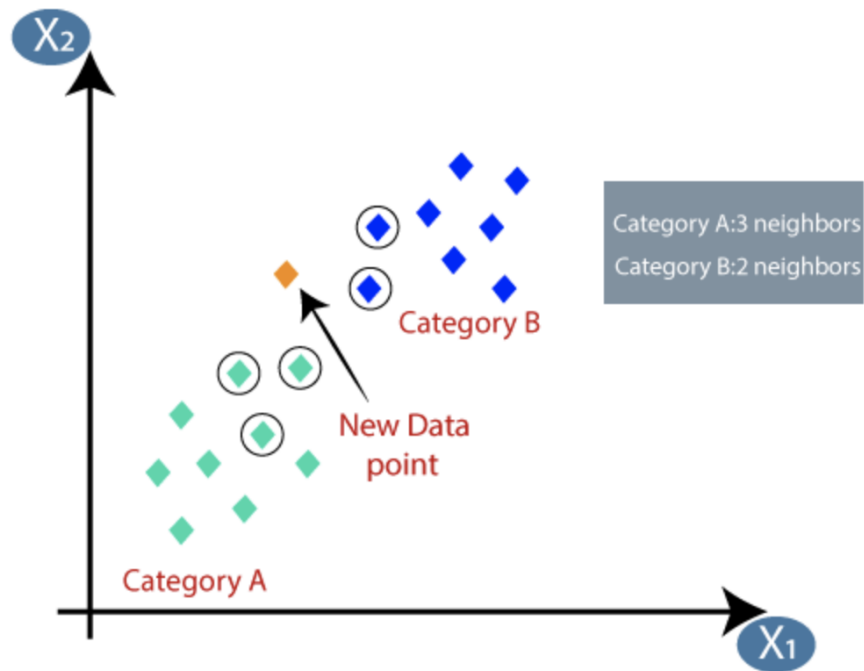 X2
Category A:3 neighbors
Category B:2 neighbors
Category B
New Data
point
Category A
X1